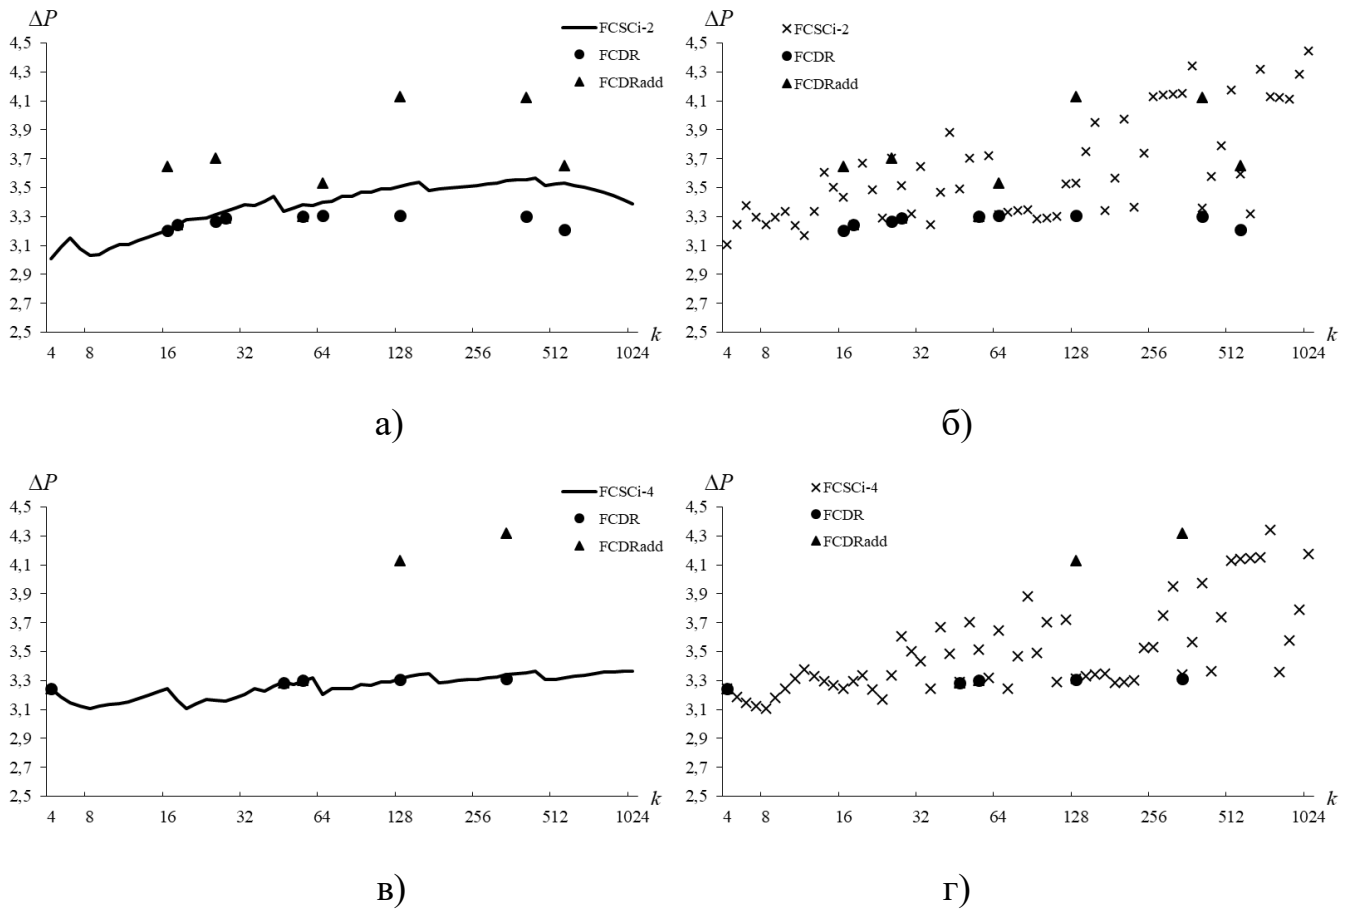 ΔP
FCSCi-2
FCDR
FCDRadd
4,5
4,3
4,1
3,9
3,7
3,5
3,3
3,1
2,9
2,7
2,5
4 8 16 32 64 128 256 512 1024
k
а)
ΔP
FCSCi-2
FCDR
FCDRadd
4,5
4,3
4,1
3,9
3,7
3,5
3,3
3,1
2,9
2,7
2,5
4 8 16 32 64 128 256 512 1024
k
б)
ΔP
FCSCi-4
FCDR
FCDRadd
4,5
4,3
4,1
3,9
3,7
3,5
3,3
3,1
2,9
2,7
2,5
4 8 16 32 64 128 256 512 1024
k
в)
ΔP
FCSCi-4
FCDR
FCDRadd
4,5
4,3
4,1
3,9
3,7
3,5
3,3
3,1
2,9
2,7
2,5
4 8 16 32 64 128 256 512 1024
k
г)